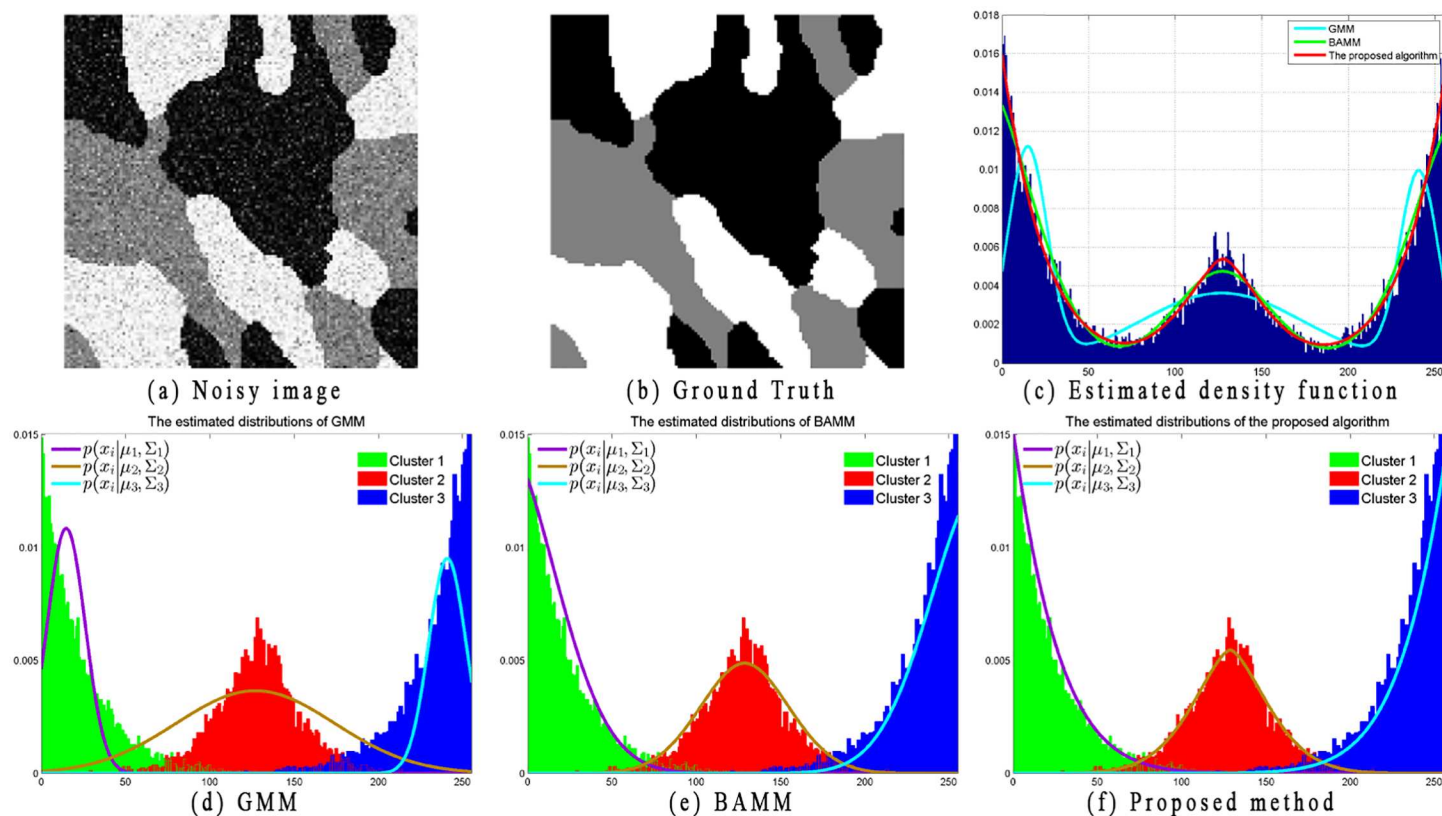 0.018
0.016
0.014
0.012
0.01
0.008
0.006
0.004
0.002
0
0 50 100 150 200 250
GMM
BAMM
The proposed algorithm
(a) Noisy image
(b) Ground Truth
(c) Estimated density function
The estimated distributions of GMM
0.015
0.01
0.005
0
0 50 100 150 200 250
p(x_i|μ_1, Σ_1)
p(x_i|μ_2, Σ_2)
p(x_i|μ_3, Σ_3)
Cluster 1
Cluster 2
Cluster 3
(d) GMM
The estimated distributions of BAMM
0.015
0.01
0.005
0
0 50 100 150 200 250
p(x_i|μ_1, Σ_1)
p(x_i|μ_2, Σ_2)
p(x_i|μ_3, Σ_3)
Cluster 1
Cluster 2
Cluster 3
(e) BAMM
The estimated distributions of the proposed algorithm
0.015
0.01
0.005
0
0 50 100 150 200 250
p(x_i|μ_1, Σ_1)
p(x_i|μ_2, Σ_2)
p(x_i|μ_3, Σ_3)
Cluster 1
Cluster 2
Cluster 3
(f) Proposed method